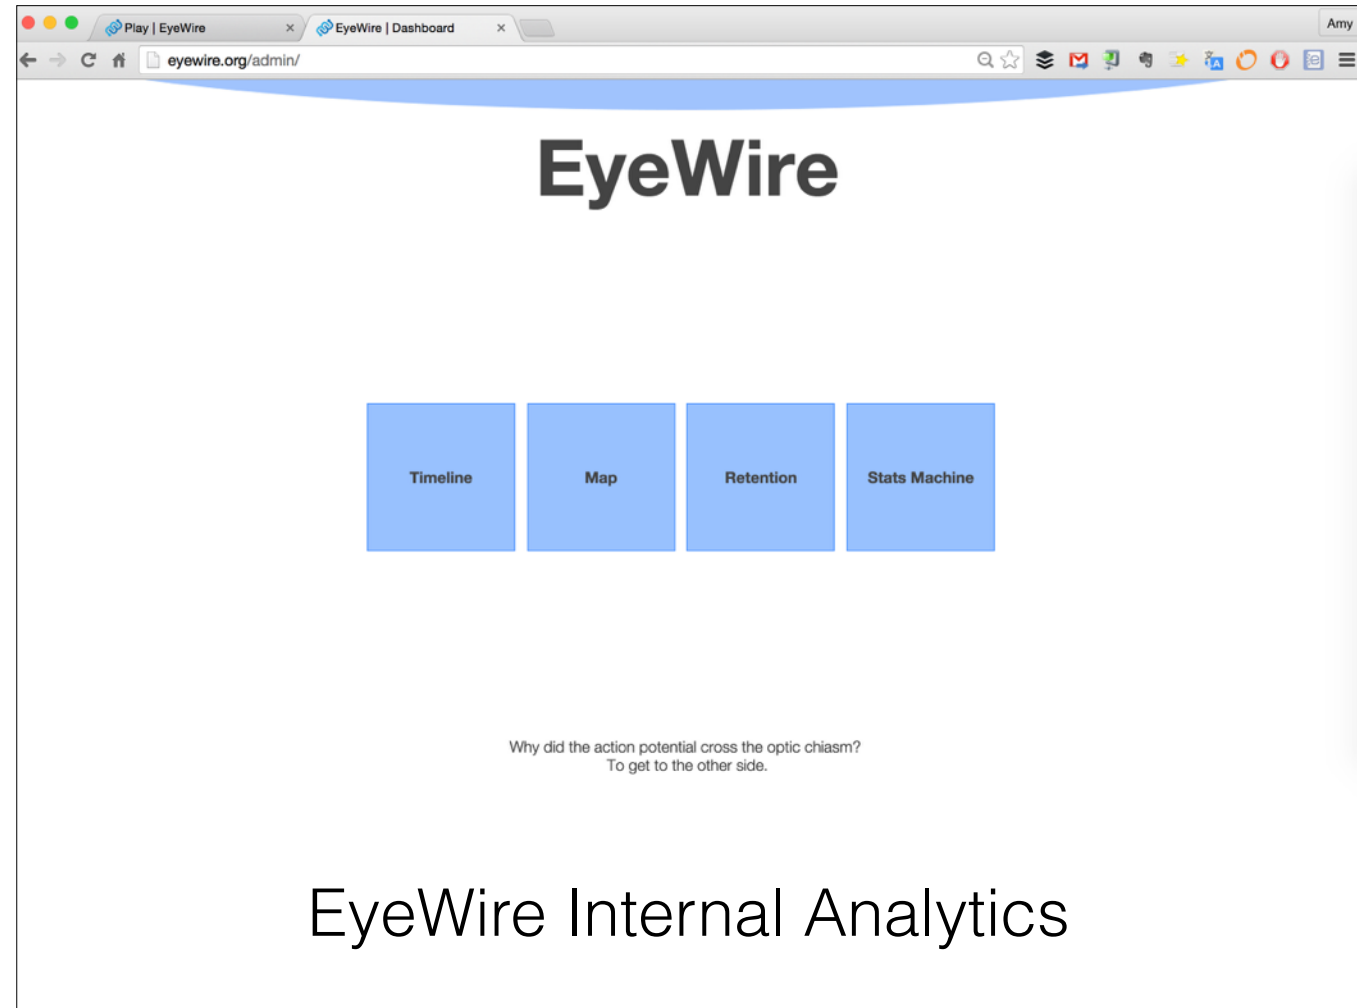 Play | EyeWire
EyeWire | Dashboard
Amy
eyewire.org/admin/
EyeWire
Timeline
Map
Retention
Stats Machine
Why did the action potential cross the optic chiasm?
To get to the other side.
EyeWire Internal Analytics